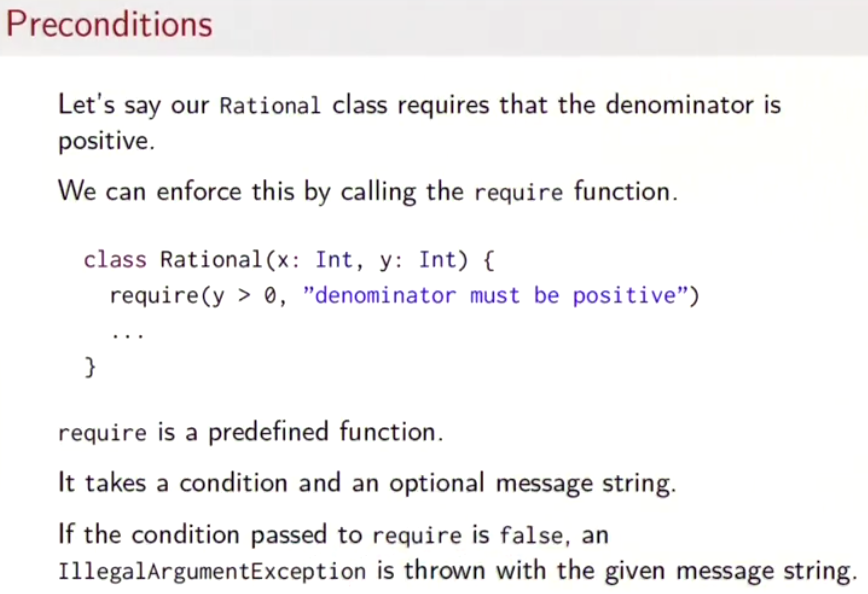 Preconditions
Let's say our Rational class requires that the denominator is
positive.
We can enforce this by calling the require function.
class Rational(x: Int, y: Int) {
require(y > 0, ”denominator must be positive”)
...
}
require is a predefined function.
It takes a condition and an optional message string.
If the condition passed to require is false, an
IllegalArgumentException is thrown with the given message string.